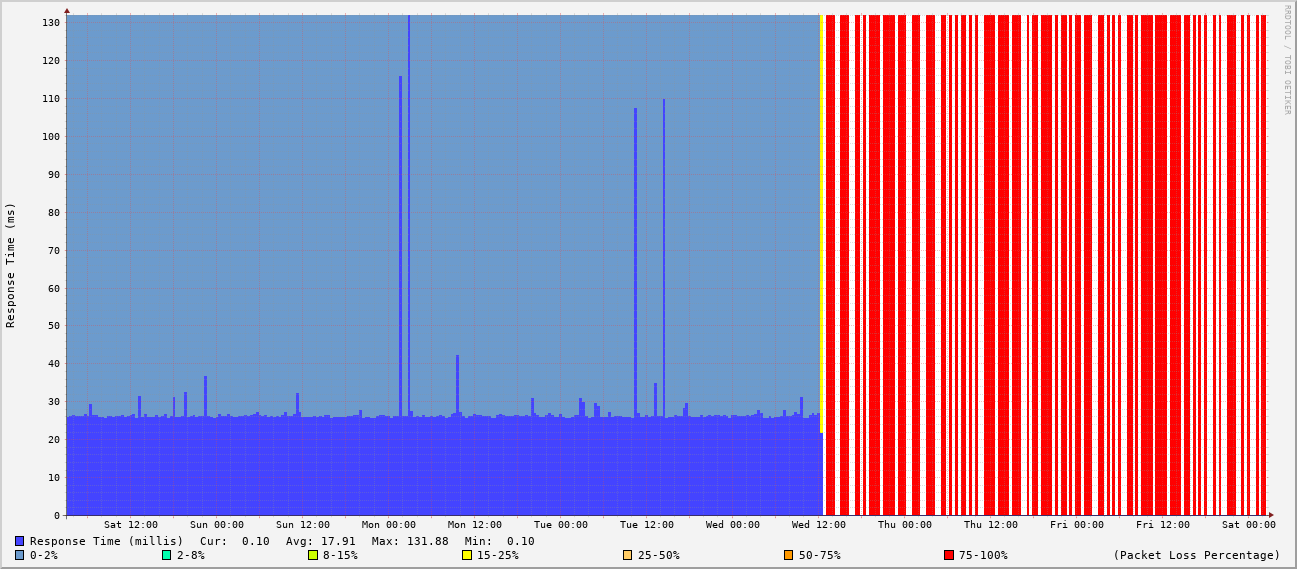 RRDTOOL / TOBI OETIKER
Response Time (ms)
130
120
110
100
90
80
70
60
50
40
30
20
10
0
Sat 12:00 Sun 00:00 Sun 12:00 Mon 00:00 Mon 12:00 Tue 00:00 Tue 12:00 Wed 00:00 Wed 12:00 Thu 00:00 Thu 12:00 Fri 00:00 Fri 12:00 Sat 00:00
Response Time (millis) Cur: 0.10 Avg: 17.91 Max: 131.88 Min: 0.10
0-2% 2-8% 8-15% 15-25% 25-50% 50-75% 75-100% (Packet Loss Percentage)